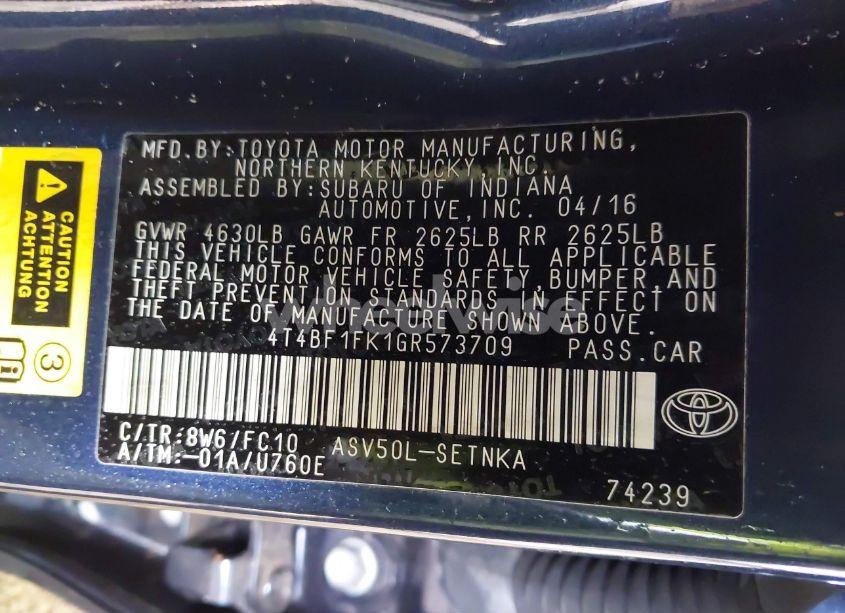 CAUTION
ATTENTION
ACHTUNG
3
MFD.BY:TOYOTA MOTOR MANUFACTURING,
NORTHERN KENTUCKY,INC.
ASSEMBLED BY:SUBARU OF INDIANA
AUTOMOTIVE,INC. 04/16
GVWR 4630LB GAWR FR 2625LB RR 2625LB
THIS VEHICLE CONFORMS TO ALL APPLICABLE
FEDERAL MOTOR VEHICLE SAFETY,BUMPER,AND
THEFT PREVENTION STANDARDS IN EFFECT ON
THE DATE OF MANUFACTURE SHOWN ABOVE.
wheelwise
4T4BF1FK1GR573709 PASS.CAR
C/TR:8W6/FC10 ASV50L-SETNKA
A/TM:-01A/U760E
74239